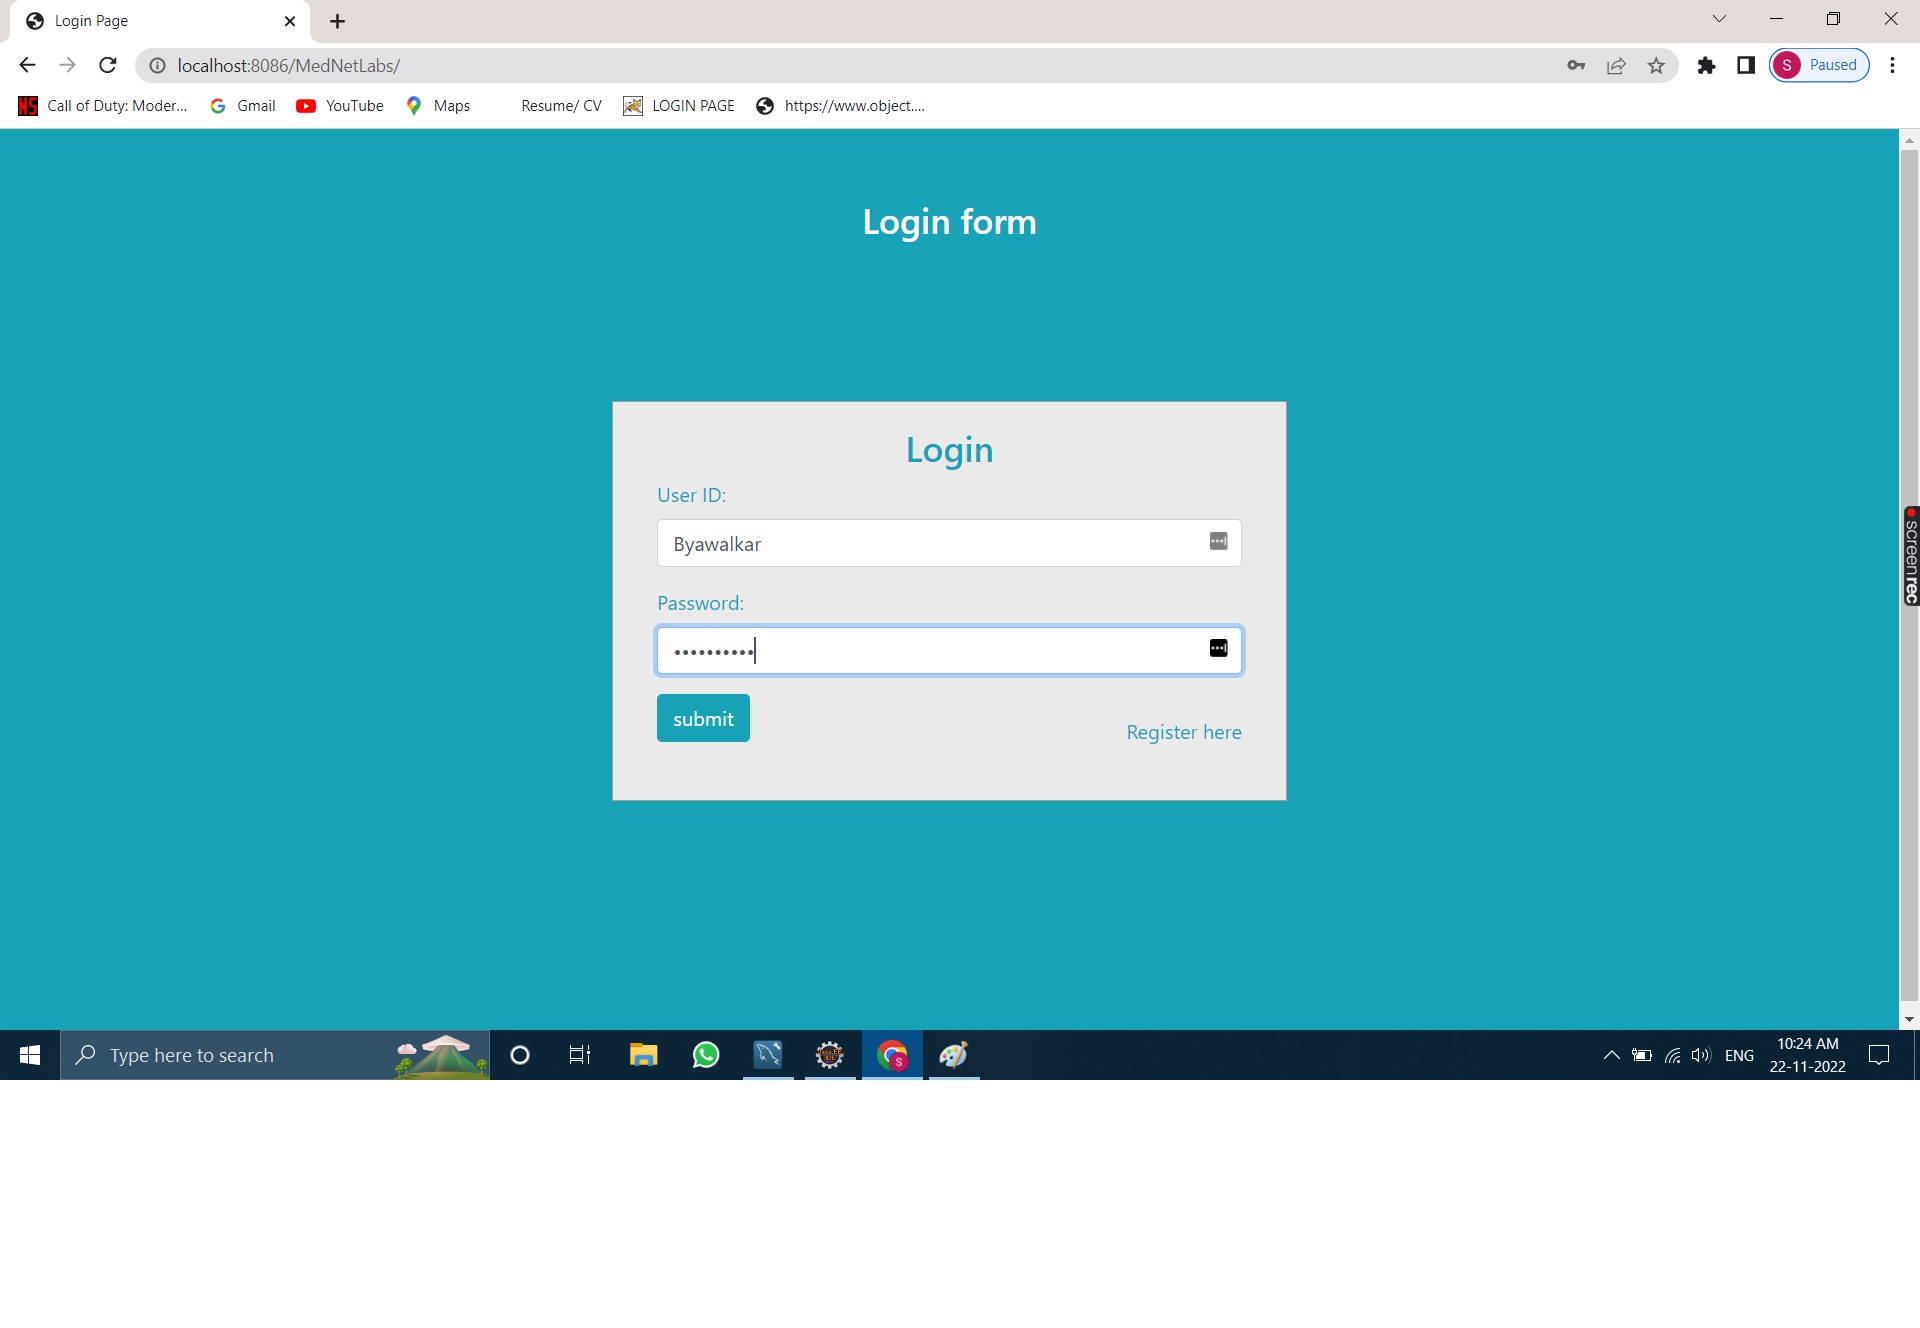 Login Page
localhost:8086/MedNetLabs/
S Paused
NS Call of Duty: Moder... Gmail YouTube Maps Resume/ CV LOGIN PAGE https://www.object....
Login form
Login
User ID:
Byawalkar
Password:
submit
Register here
screenrec
Type here to search
S
ENG
10:24 AM
22-11-2022